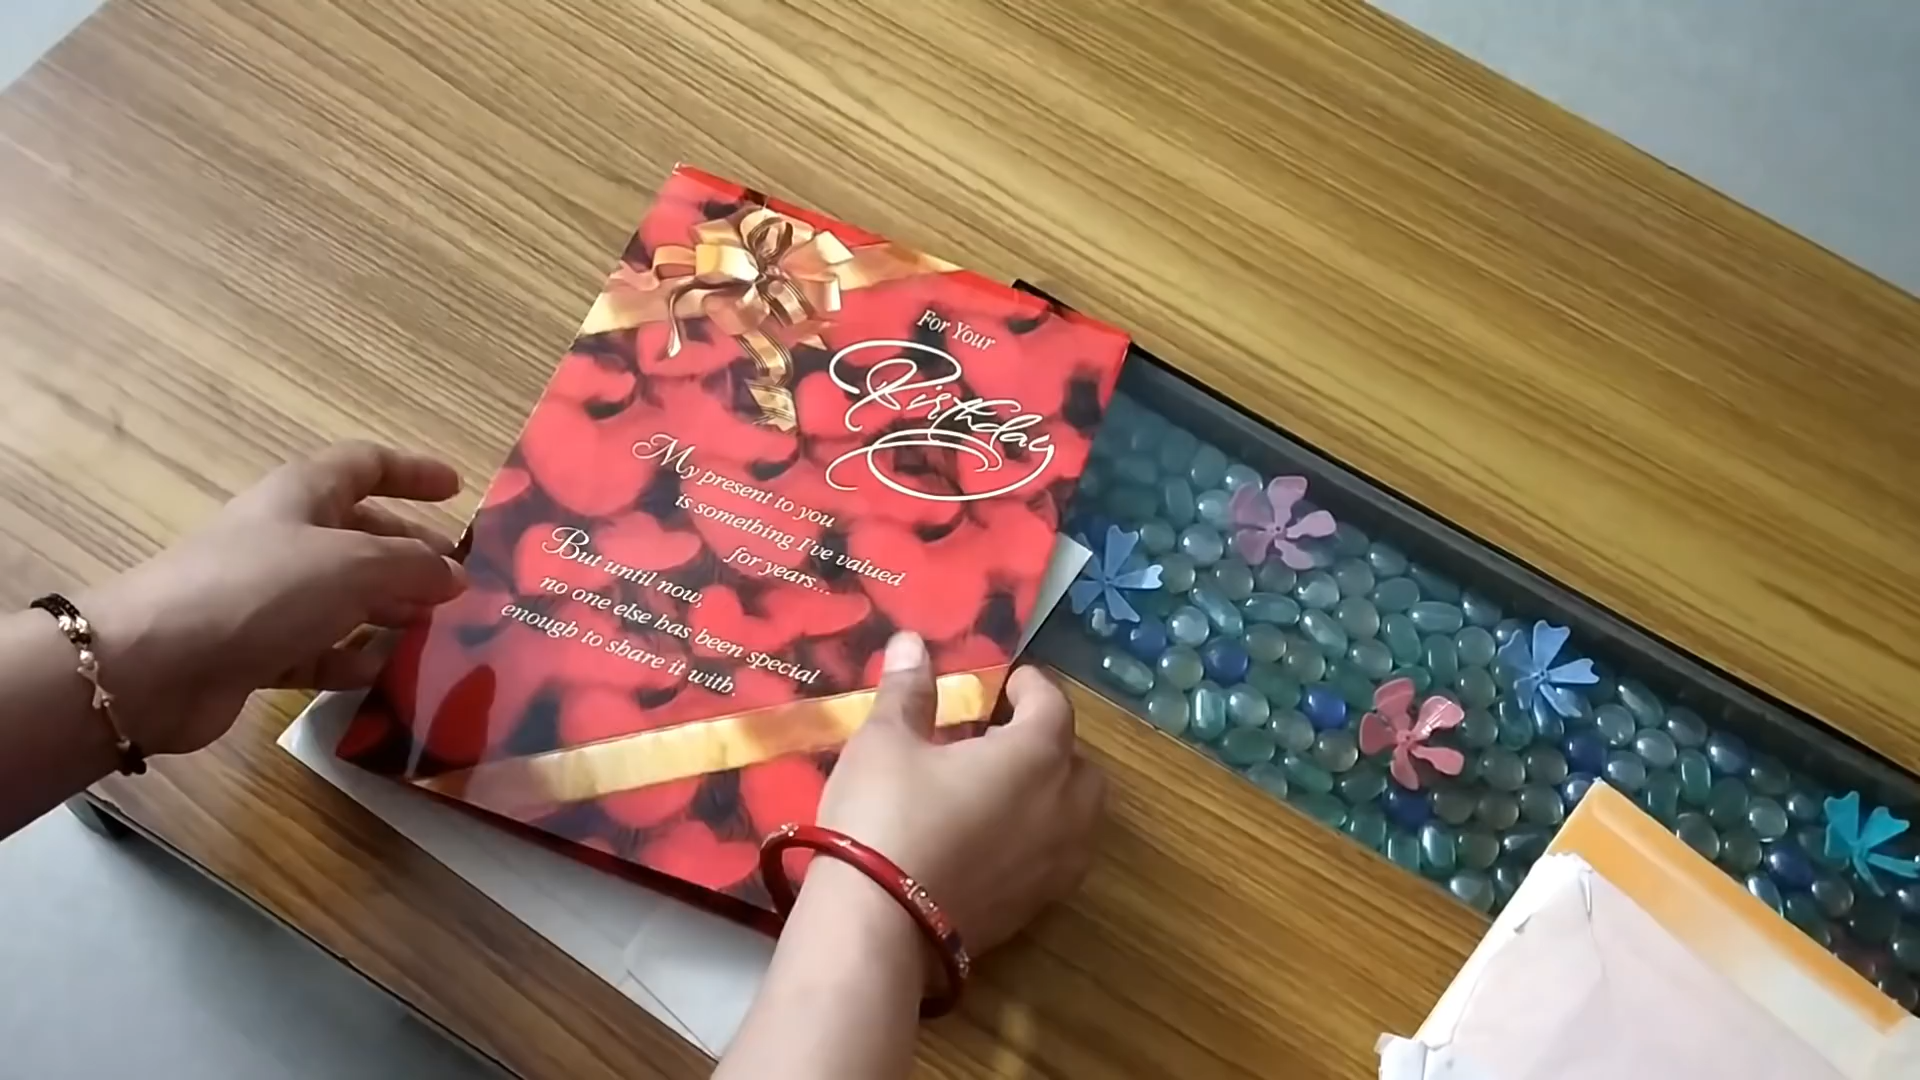 For Your
Birthday
My present to you
is something I've valued
for years...
But until now,
no one else has been special
enough to share it with.